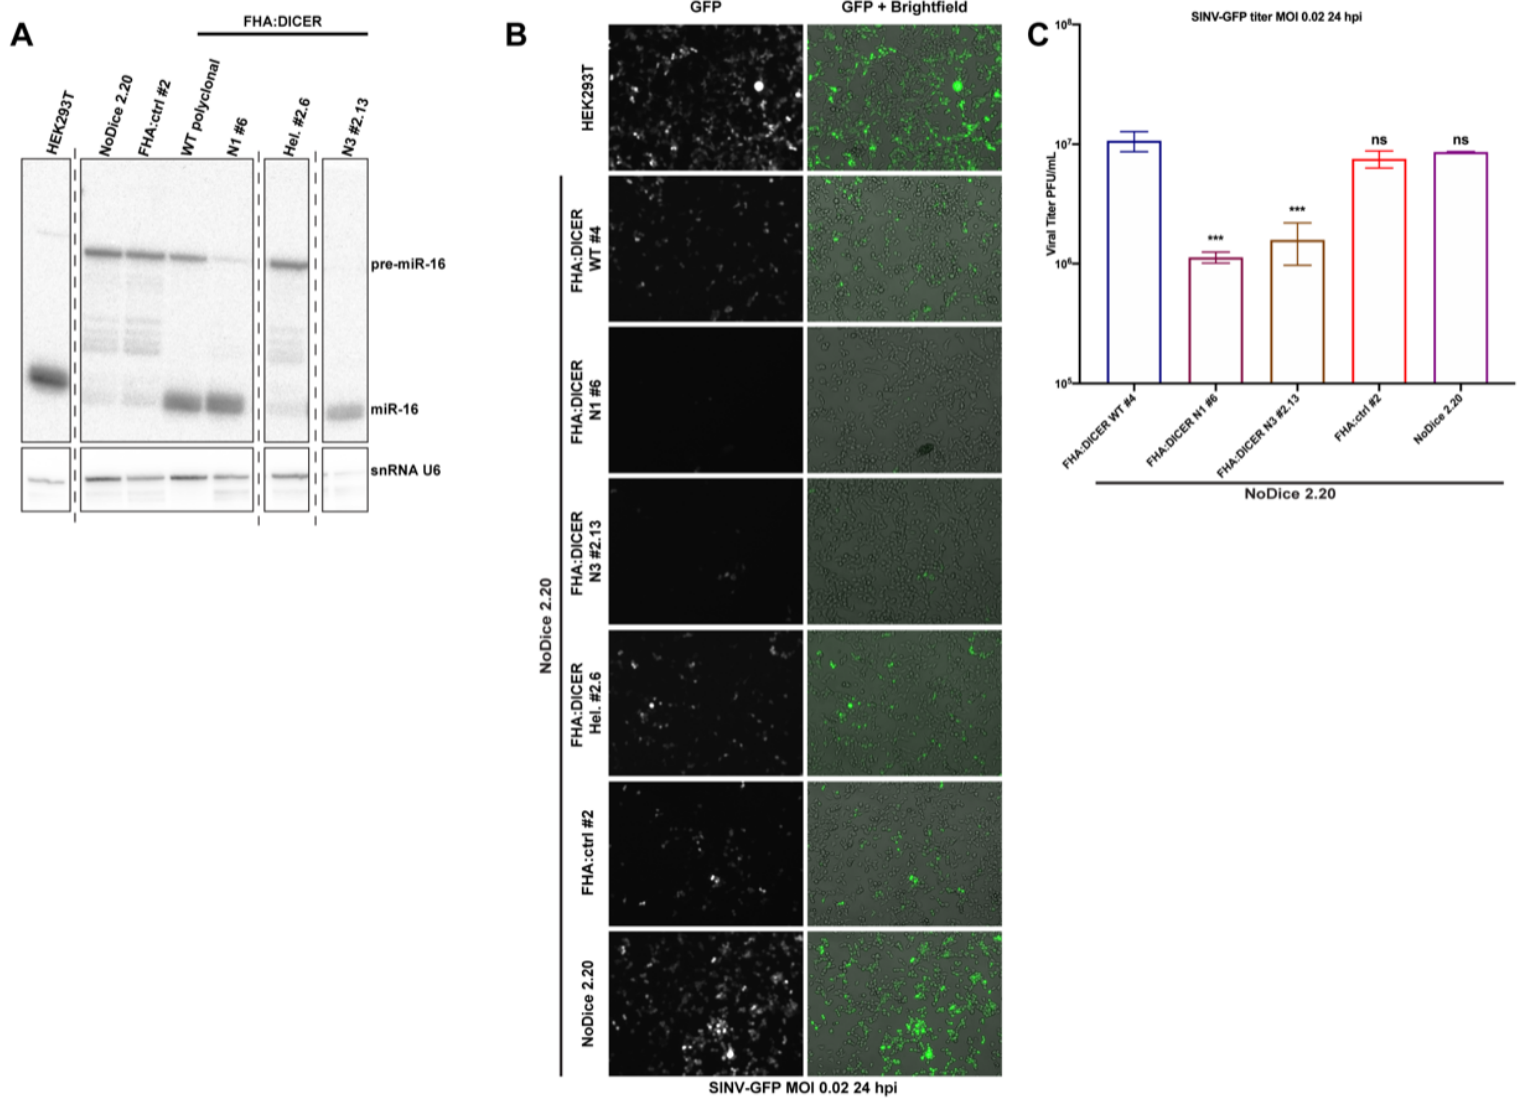 A
FHA:DICER
HEK293T
NoDice 2.20
FHA:ctrl #2
WT polyclonal
N1 #6
Hel. #2.6
N3 #2.13
pre-miR-16
miR-16
snRNA U6
B
GFP
GFP + Brightfield
HEK293T
FHA:DICER
WT #4
FHA:DICER
N1 #6
FHA:DICER
N3 #2.13
FHA:DICER
Hel. #2.6
FHA:ctrl #2
NoDice 2.20
NoDice 2.20
SINV-GFP MOI 0.02 24 hpi
C
SINV-GFP titer MOI 0.02 24 hpi
Viral Titer PFU/mL
10⁸
10⁷
10⁶
10⁵
***
***
ns
ns
FHA:DICER WT #4
FHA:DICER N1 #6
FHA:DICER N3 #2.13
FHA:ctrl #2
NoDice 2.20
NoDice 2.20